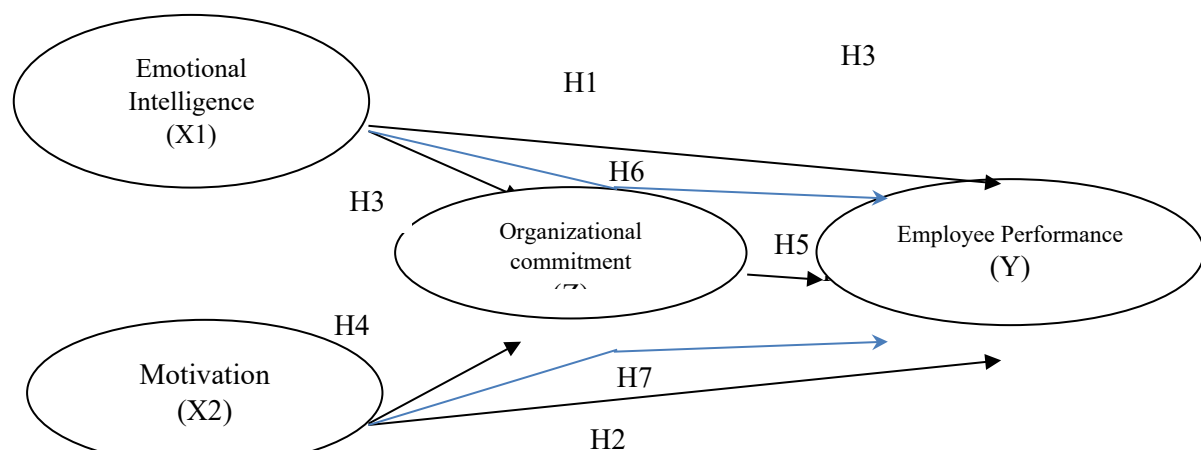 Emotional
Intelligence
(X1)
H1
H3
H6
H3
Organizational
commitment
H5
Employee Performance
(Y)
H4
Motivation
(X2)
H7
H2